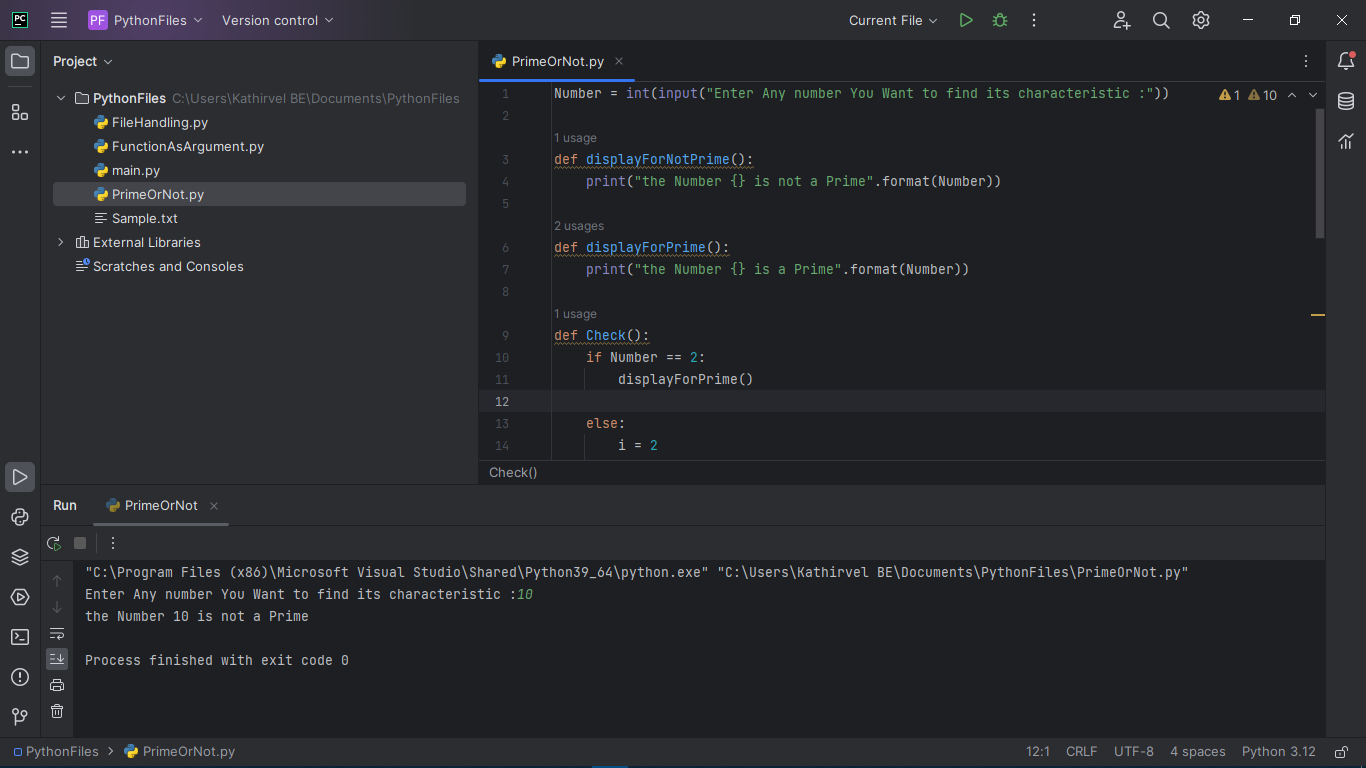 PC PF PythonFiles Version control Current File
Project
PythonFiles C:\Users\Kathirvel BE\Documents\PythonFiles
FileHandling.py
FunctionAsArgument.py
main.py
PrimeOrNot.py
Sample.txt
External Libraries
Scratches and Consoles
PrimeOrNot.py
1 Number = int(input("Enter Any number You Want to find its characteristic :")) 1 10
2
1 usage
3 def displayForNotPrime():
4 print("the Number {} is not a Prime".format(Number))
5
2 usages
6 def displayForPrime():
7 print("the Number {} is a Prime".format(Number))
8
1 usage
9 def Check():
10 if Number == 2:
11 displayForPrime()
12
13 else:
14 i = 2
Check()
Run PrimeOrNot
"C:\Program Files (x86)\Microsoft Visual Studio\Shared\Python39_64\python.exe" "C:\Users\Kathirvel BE\Documents\PythonFiles\PrimeOrNot.py"
Enter Any number You Want to find its characteristic :10
the Number 10 is not a Prime
Process finished with exit code 0
PythonFiles PrimeOrNot.py 12:1 CRLF UTF-8 4 spaces Python 3.12